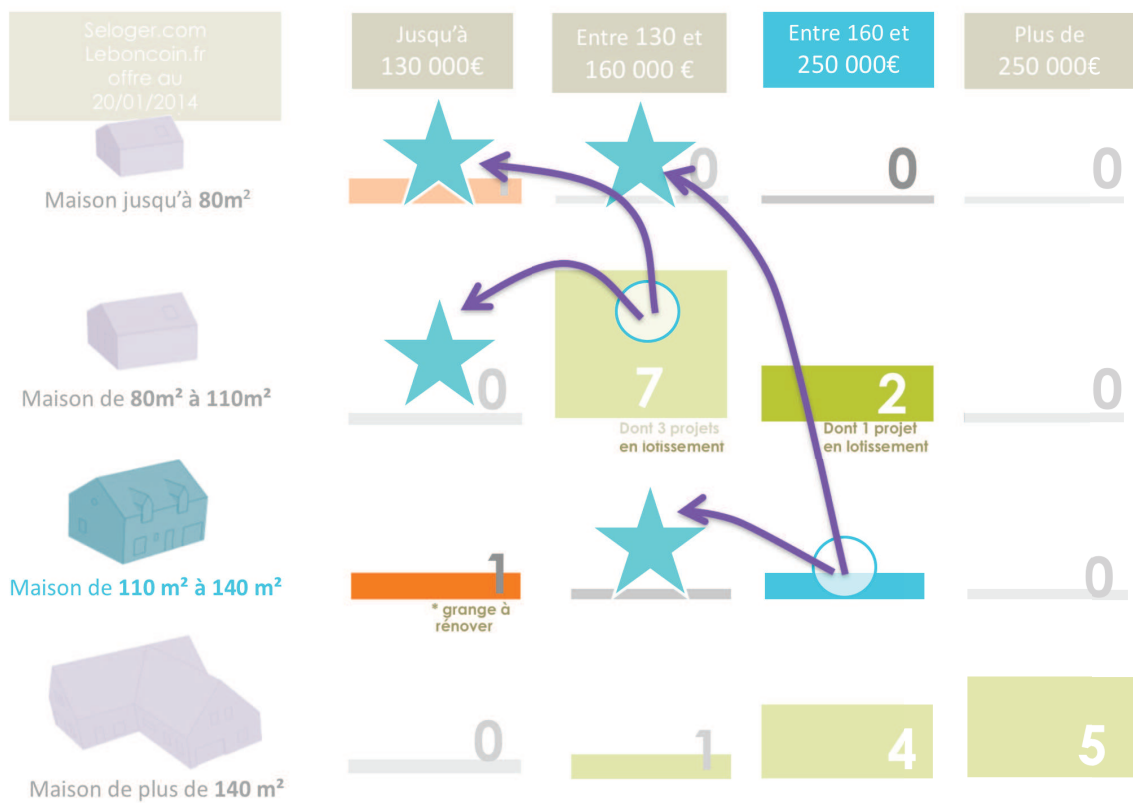 Seloger.com
Leboncoin.fr
offre au
20/01/2014
Jusqu'à
130 000€
Entre 130 et
160 000 €
Entre 160 et
250 000€
Plus de
250 000€
Maison jusqu'à 80m²
0
0
0
Maison de 80m² à 110m²
0
7
Dont 3 projets
en lotissement
2
Dont 1 projet
en lotissement
0
Maison de 110 m² à 140 m²
1
* grange à
rénover
0
Maison de plus de 140 m²
0
1
4
5